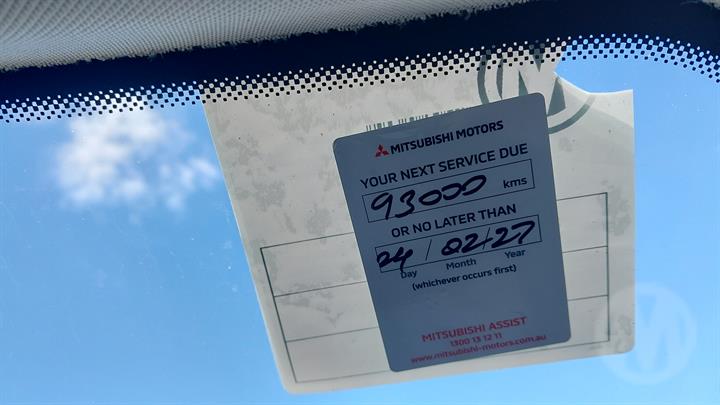 MITSUBISHI MOTORS
YOUR NEXT SERVICE DUE
93000 kms
OR NO LATER THAN
24/02/27
Day Month Year
(whichever occurs first)
MITSUBISHI ASSIST
1300 13 12 11
www.mitsubishi-motors.com.au